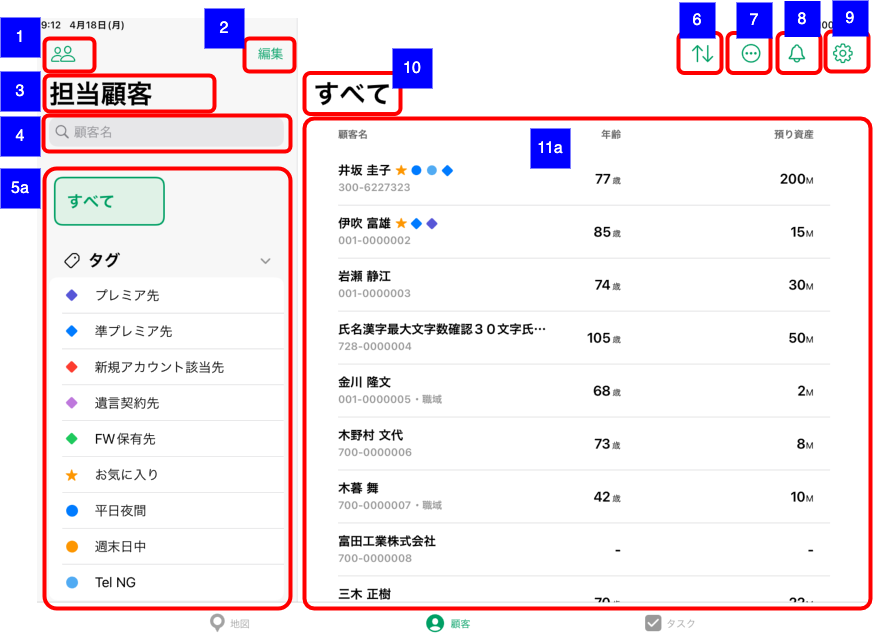 9:12 4月18日(月)
1
2
編集
6
7
8
9
3
担当顧客
10
すべて
4
顧客名
5a
すべて
タグ
プレミア先
準プレミア先
新規アカウント該当先
遺言契約先
FW保有先
お気に入り
平日夜間
週末日中
Tel NG
11a
顧客名 年齢 預り資産
井坂 圭子 77歳 200M
300-6227323
伊吹 富雄 85歳 15M
001-0000002
岩瀬 静江 74歳 30M
001-0000003
氏名漢字最大文字数確認30文字氏… 105歳 50M
728-0000004
金川 隆文 68歳 2M
001-0000005・職域
木野村 文代 73歳 8M
700-0000006
木暮 舞 42歳 10M
700-0000007・職域
富田工業株式会社 - -
700-0000008
三木 正樹
地図
顧客
タスク